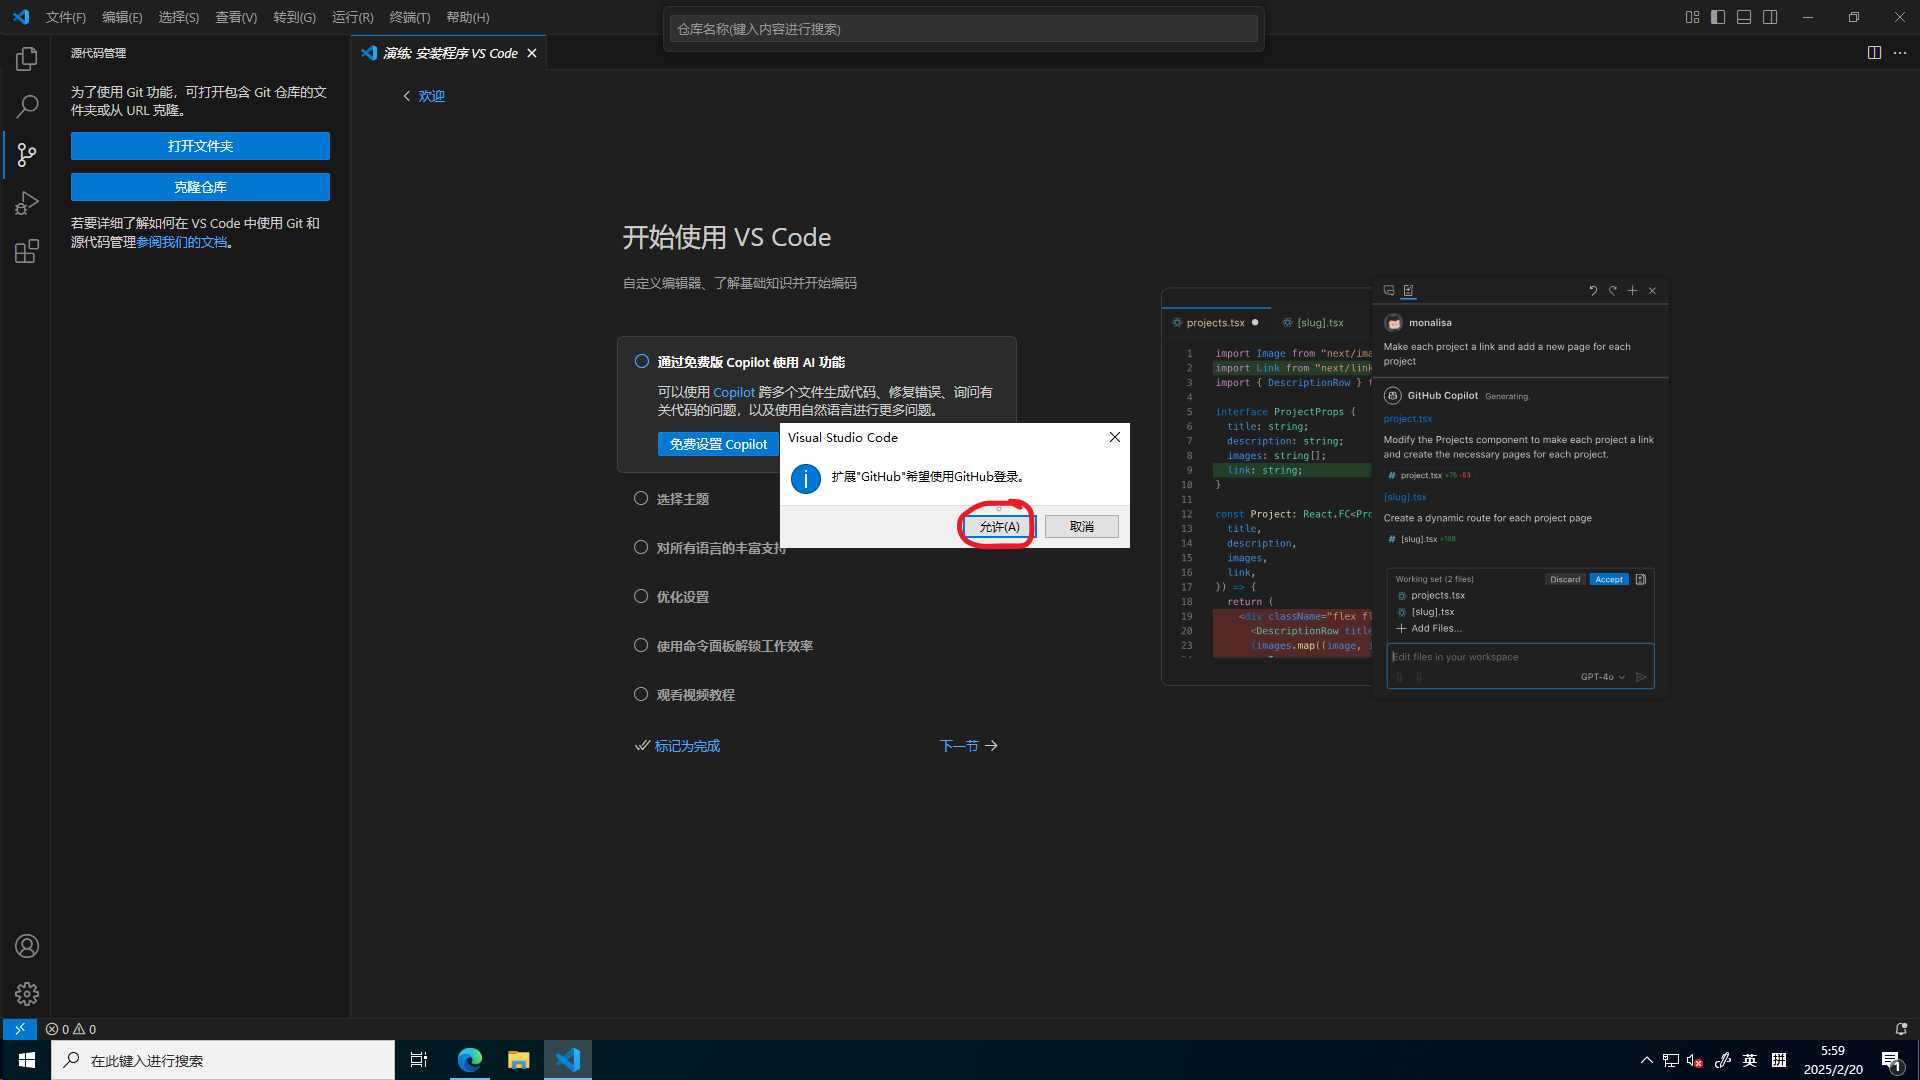 文件(F) 编辑(E) 选择(S) 查看(V) 转到(G) 运行(R) 终端(T) 帮助(H)
仓库名称(键入内容进行搜索)
源代码管理
演练: 安装程序 VS Code
为了使用 Git 功能，可打开包含 Git 仓库的文
件夹或从 URL 克隆。
打开文件夹
克隆仓库
若要详细了解如何在 VS Code 中使用 Git 和
源代码管理参阅我们的文档。
欢迎
开始使用 VS Code
自定义编辑器、了解基础知识并开始编码
通过免费版 Copilot 使用 AI 功能
可以使用 Copilot 跨多个文件生成代码、修复错误、询问有
关代码的问题，以及使用自然语言进行更多问题。
免费设置 Copilot
选择主题
对所有语言的丰富支持
优化设置
使用命令面板解锁工作效率
观看视频教程
标记为完成
下一节
Visual Studio Code
扩展"GitHub"希望使用GitHub登录。
允许(A)
取消
projects.tsx
[slug].tsx
1 import Image from "next/ima
2 import Link from "next/link
3 import { DescriptionRow } f
4
5 interface ProjectProps {
6 title: string;
7 description: string;
8 images: string[];
9 link: string;
10 }
11
12 const Project: React.FC<Pro
13 title,
14 description,
15 images,
16 link,
17 }) => {
18 return (
19 <div className="flex fl
20 <DescriptionRow title
23 {images.map((image, i
monalisa
Make each project a link and add a new page for each
project
GitHub Copilot Generating.
project.tsx
Modify the Projects component to make each project a link
and create the necessary pages for each project.
# project.tsx +75 -53
[slug].tsx
Create a dynamic route for each project page
# [slug].tsx +108
Working set (2 files)
Discard
Accept
projects.tsx
[slug].tsx
Add Files...
Edit files in your workspace
GPT-4o
0 0
在此键入进行搜索
英
拼
5:59
2025/2/20
1